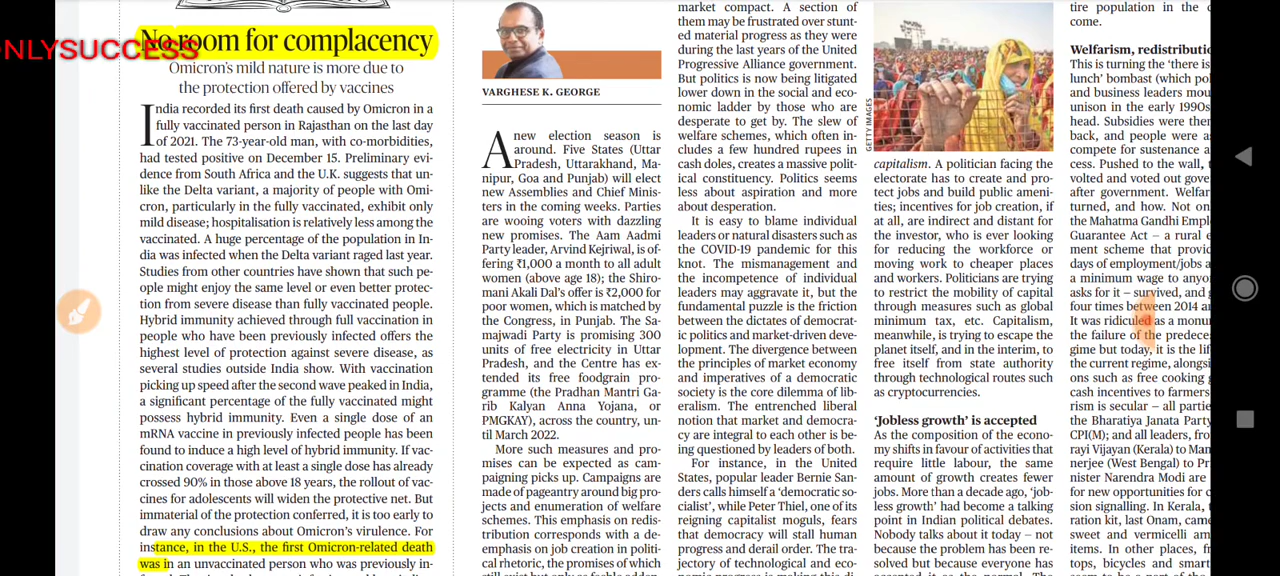 No room for complacency
ONLYSUCCESS
Omicron's mild nature is more due to
the protection offered by vaccines
India recorded its first death caused by Omicron in a
fully vaccinated person in Rajasthan on the last day
of 2021. The 73-year-old man, with co-morbidities,
had tested positive on December 15. Preliminary evi-
dence from South Africa and the U.K. suggests that un-
like the Delta variant, a majority of people with Omi-
cron, particularly in the fully vaccinated, exhibit only
mild disease; hospitalisation is relatively less among the
vaccinated. A huge percentage of the population in In-
dia was infected when the Delta variant raged last year.
Studies from other countries have shown that such pe-
ople might enjoy the same level or even better protec-
tion from severe disease than fully vaccinated people.
Hybrid immunity achieved through full vaccination in
people who have been previously infected offers the
highest level of protection against severe disease, as
several studies outside India show. With vaccination
picking up speed after the second wave peaked in India,
a significant percentage of the fully vaccinated might
possess hybrid immunity. Even a single dose of an
mRNA vaccine in previously infected people has been
found to induce a high level of hybrid immunity. If vac-
cination coverage with at least a single dose has already
crossed 90% in those above 18 years, the rollout of vac-
cines for adolescents will widen the protective net. But
immaterial of the protection conferred, it is too early to
draw any conclusions about Omicron's virulence. For
instance, in the U.S., the first Omicron-related death
was in an unvaccinated person who was previously in-
VARGHESE K. GEORGE
A new election season is
around. Five States (Uttar
Pradesh, Uttarakhand, Ma-
nipur, Goa and Punjab) will elect
new Assemblies and Chief Minis-
ters in the coming weeks. Parties
are wooing voters with dazzling
new promises. The Aam Aadmi
Party leader, Arvind Kejriwal, is of-
fering ₹1,000 a month to all adult
women (above age 18); the Shiro-
mani Akali Dal's offer is ₹2,000 for
poor women, which is matched by
the Congress, in Punjab. The Sa-
majwadi Party is promising 300
units of free electricity in Uttar
Pradesh, and the Centre has ex-
tended its free foodgrain pro-
gramme (the Pradhan Mantri Ga-
rib Kalyan Anna Yojana, or
PMGKAY), across the country, un-
til March 2022.
More such measures and pro-
mises can be expected as cam-
paigning picks up. Campaigns are
made of pageantry around big pro-
jects and enumeration of welfare
schemes. This emphasis on redis-
tribution corresponds with a de-
emphasis on job creation in politi-
cal rhetoric, the promises of which
market compact. A section of
them may be frustrated over stunt-
ed material progress as they were
during the last years of the United
Progressive Alliance government.
But politics is now being litigated
lower down in the social and eco-
nomic ladder by those who are
desperate to get by. The slew of
welfare schemes, which often in-
cludes a few hundred rupees in
cash doles, creates a massive polit-
ical constituency. Politics seems
less about aspiration and more
about desperation.
It is easy to blame individual
leaders or natural disasters such as
the COVID-19 pandemic for this
knot. The mismanagement and
the incompetence of individual
leaders may aggravate it, but the
fundamental puzzle is the friction
between the dictates of democrat-
ic politics and market-driven deve-
lopment. The divergence between
the principles of market economy
and imperatives of a democratic
society is the core dilemma of lib-
eralism. The entrenched liberal
notion that market and democra-
cy are integral to each other is be-
ing questioned by leaders of both.
For instance, in the United
States, popular leader Bernie San-
ders calls himself a 'democratic so-
cialist', while Peter Thiel, one of its
reigning capitalist moguls, fears
that democracy will stall human
progress and derail order. The tra-
jectory of technological and eco-
GETTY IMAGES
capitalism. A politician facing the
electorate has to create and pro-
tect jobs and build public ameni-
ties; incentives for job creation, if
at all, are indirect and distant for
the investor, who is ever looking
for reducing the workforce or
moving work to cheaper places
and workers. Politicians are trying
to restrict the mobility of capital
through measures such as global
minimum tax, etc. Capitalism,
meanwhile, is trying to escape the
planet itself, and in the interim, to
free itself from state authority
through technological routes such
as cryptocurrencies.
'Jobless growth' is accepted
As the composition of the econo-
my shifts in favour of activities that
require little labour, the same
amount of growth creates fewer
jobs. More than a decade ago, 'job-
less growth' had become a talking
point in Indian political debates.
Nobody talks about it today – not
because the problem has been re-
solved but because everyone has
tire population in the
come.
Welfarism, redistributio
This is turning the 'there is
lunch' bombast (which pol
and business leaders mou
unison in the early 1990s
head. Subsidies were then
back, and people were as
compete for sustenance a
cess. Pushed to the wall,
volted and voted out gove
after government. Welfar
turned, and how. Not on
the Mahatma Gandhi Empl
Guarantee Act – a rural e
ment scheme that provid
days of employment/jobs a
a minimum wage to anyo
asks for it – survived, and
four times between 2014 an
It was ridiculed as a monu
the failure of the predece
gime but today, it is the lif
the current regime, alongsi
ons such as free cooking
cash incentives to farmers
rism is secular – all partie
the Bharatiya Janata Party
CPI(M); and all leaders, fro
rayi Vijayan (Kerala) to Mam
nerjee (West Bengal) to Pr
nister Narendra Modi are
for new opportunities for c
sion signalling. In Kerala,
ration kit, last Onam, came
sweet and vermicelli am
items. In other places, fr
tops, bicycles and smart